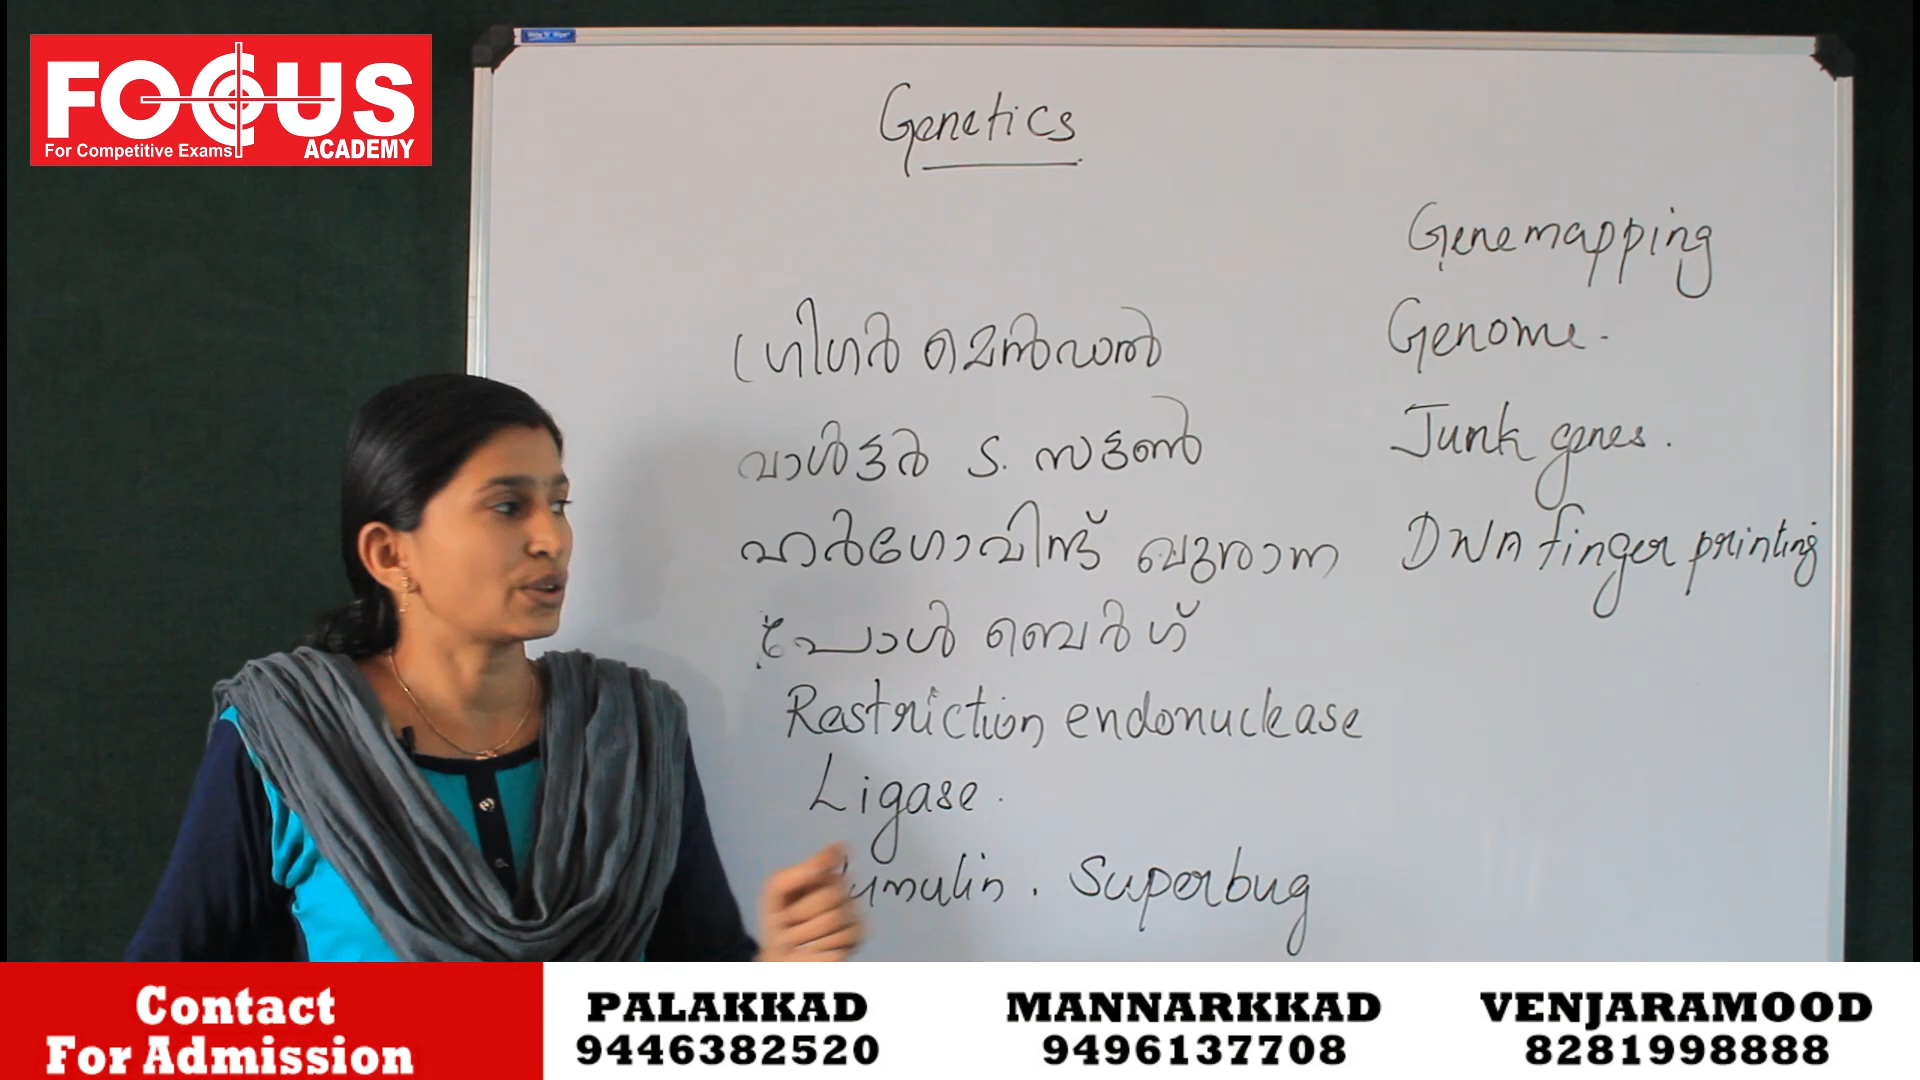 FOCUS
For Competitive Exams
ACADEMY
Genetics
ഗ്രിഗർ മെൻഡൽ
വാൾട്ടർ S. സട്ടൺ
ഹർഗോവിന്ദ് ഖുരാന
പോൾ ബെർഗ്
Restriction endonuclease
Ligase.
Superbug
Genemapping
Genome.
Junk genes.
DNA finger printing
Contact
For Admission
PALAKKAD
9446382520
MANNARKKAD
9496137708
VENJARAMOOD
8281998888